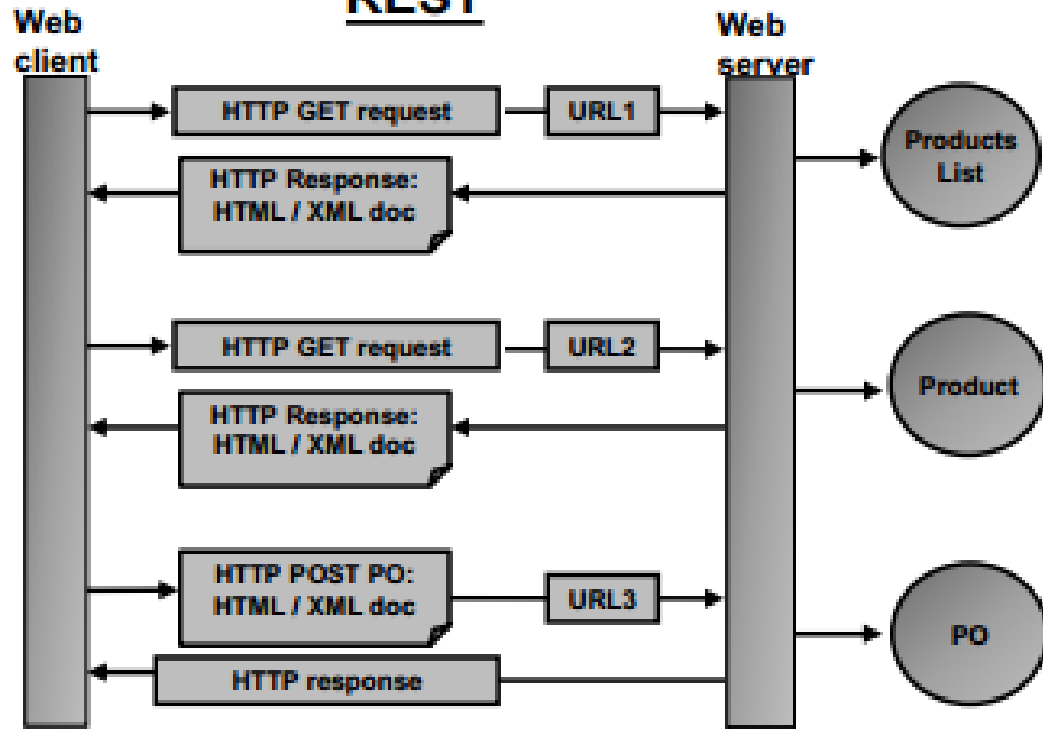 REST
Web
client
Web
server
HTTP GET request
URL1
Products
List
HTTP Response:
HTML / XML doc
HTTP GET request
URL2
Product
HTTP Response:
HTML / XML doc
HTTP POST PO:
HTML / XML doc
URL3
PO
HTTP response